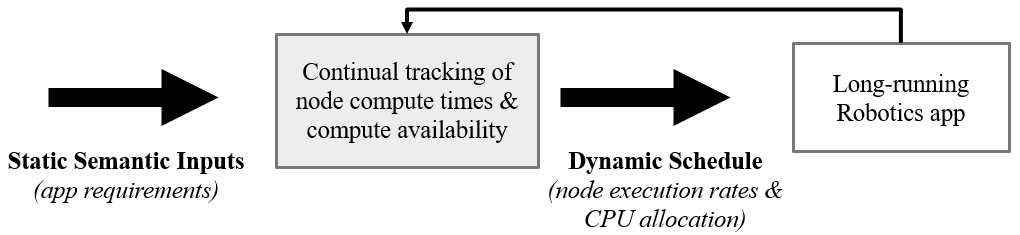 Continual tracking of
node compute times &
compute availability
Long-running
Robotics app
Static Semantic Inputs
(app requirements)
Dynamic Schedule
(node execution rates &
CPU allocation)